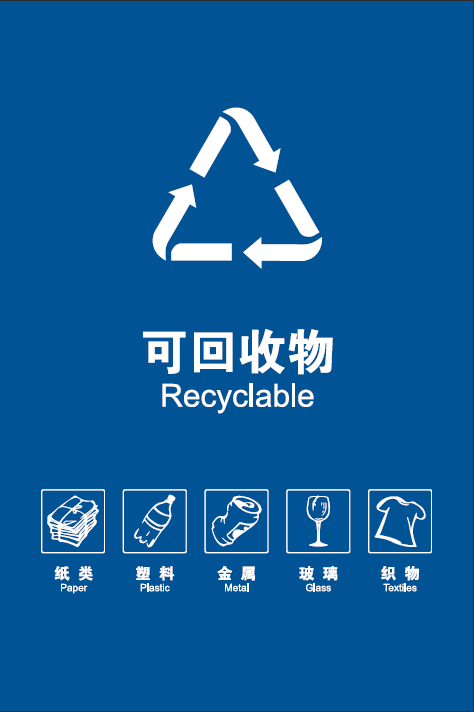 可回收物
Recyclable
纸类 塑料 金属 玻璃 织物
Paper Plastic Metal Glass Textiles